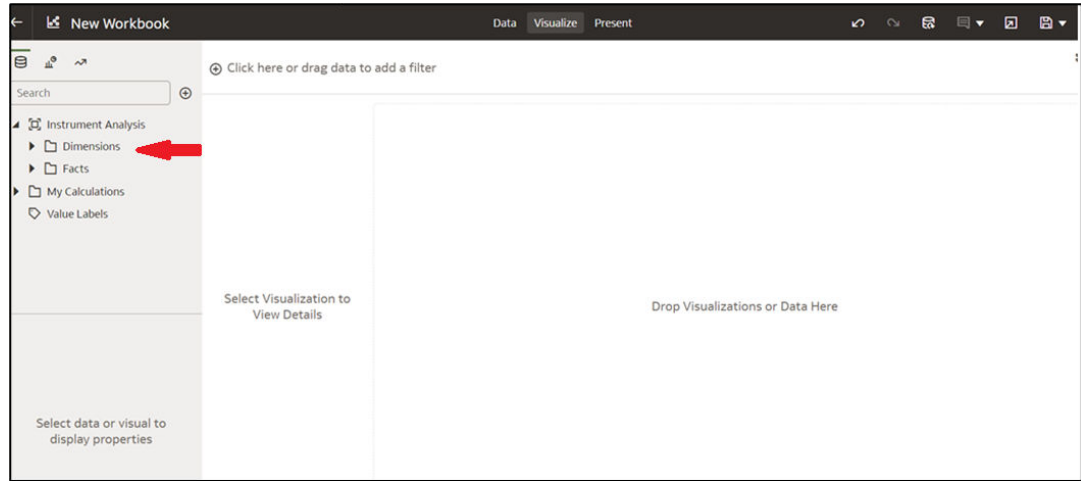 New Workbook
Data Visualize Present
Click here or drag data to add a filter
Search
Instrument Analysis
Dimensions
Facts
My Calculations
Value Labels
Select Visualization to
View Details
Drop Visualizations or Data Here
Select data or visual to
display properties